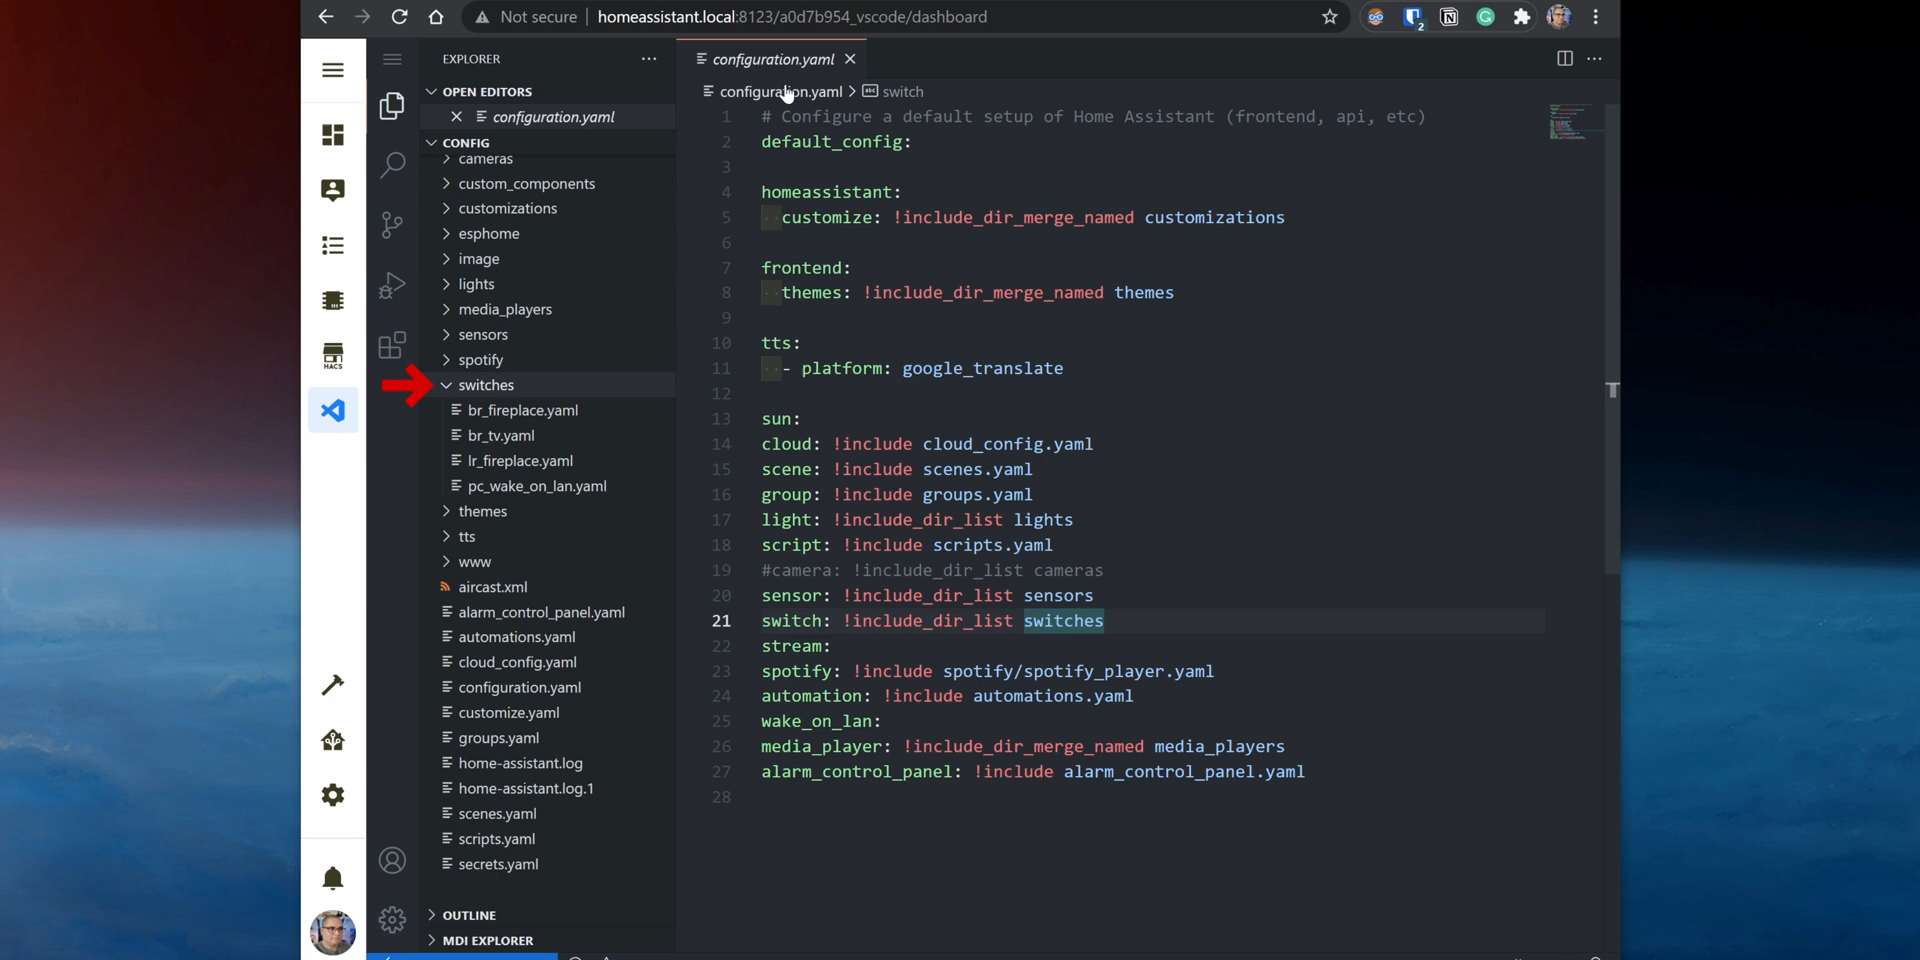 Not secure | homeassistant.local:8123/a0d7b954_vscode/dashboard
2
HACS
EXPLORER
OPEN EDITORS
configuration.yaml
CONFIG
cameras
custom_components
customizations
esphome
image
lights
media_players
sensors
spotify
switches
br_fireplace.yaml
br_tv.yaml
lr_fireplace.yaml
pc_wake_on_lan.yaml
themes
tts
www
aircast.xml
alarm_control_panel.yaml
automations.yaml
cloud_config.yaml
configuration.yaml
customize.yaml
groups.yaml
home-assistant.log
home-assistant.log.1
scenes.yaml
scripts.yaml
secrets.yaml
OUTLINE
MDI EXPLORER
configuration.yaml
configuration.yaml > abc switch
1 # Configure a default setup of Home Assistant (frontend, api, etc)
2 default_config:
3
4 homeassistant:
5 customize: !include_dir_merge_named customizations
6
7 frontend:
8 themes: !include_dir_merge_named themes
9
10 tts:
11 - platform: google_translate
12
13 sun:
14 cloud: !include cloud_config.yaml
15 scene: !include scenes.yaml
16 group: !include groups.yaml
17 light: !include_dir_list lights
18 script: !include scripts.yaml
19 #camera: !include_dir_list cameras
20 sensor: !include_dir_list sensors
21 switch: !include_dir_list switches
22 stream:
23 spotify: !include spotify/spotify_player.yaml
24 automation: !include automations.yaml
25 wake_on_lan:
26 media_player: !include_dir_merge_named media_players
27 alarm_control_panel: !include alarm_control_panel.yaml
28